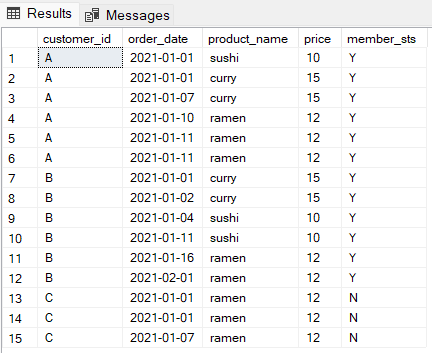 Results Messages
customer_id order_date product_name price member_sts
1 A 2021-01-01 sushi 10 Y
2 A 2021-01-01 curry 15 Y
3 A 2021-01-07 curry 15 Y
4 A 2021-01-10 ramen 12 Y
5 A 2021-01-11 ramen 12 Y
6 A 2021-01-11 ramen 12 Y
7 B 2021-01-01 curry 15 Y
8 B 2021-01-02 curry 15 Y
9 B 2021-01-04 sushi 10 Y
10 B 2021-01-11 sushi 10 Y
11 B 2021-01-16 ramen 12 Y
12 B 2021-02-01 ramen 12 Y
13 C 2021-01-01 ramen 12 N
14 C 2021-01-01 ramen 12 N
15 C 2021-01-07 ramen 12 N